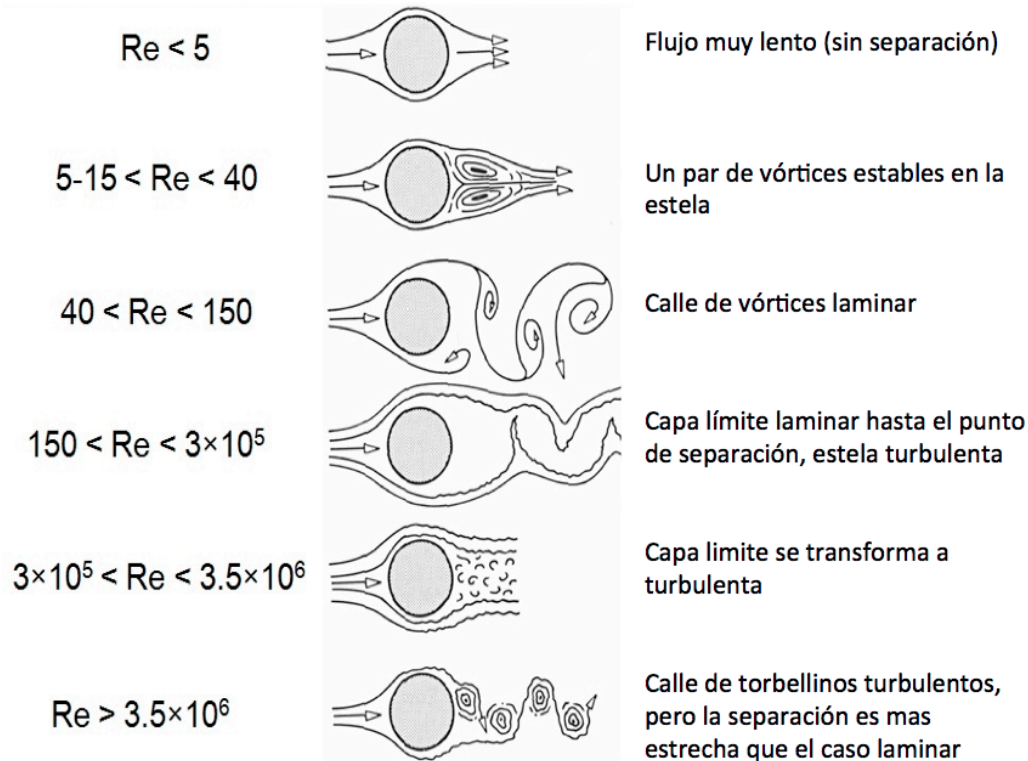 Re < 5
Flujo muy lento (sin separación)
5-15 < Re < 40
Un par de vórtices estables en la
estela
40 < Re < 150
Calle de vórtices laminar
150 < Re < 3×10⁵
Capa límite laminar hasta el punto
de separación, estela turbulenta
3×10⁵ < Re < 3.5×10⁶
Capa limite se transforma a
turbulenta
Re > 3.5×10⁶
Calle de torbellinos turbulentos,
pero la separación es mas
estrecha que el caso laminar